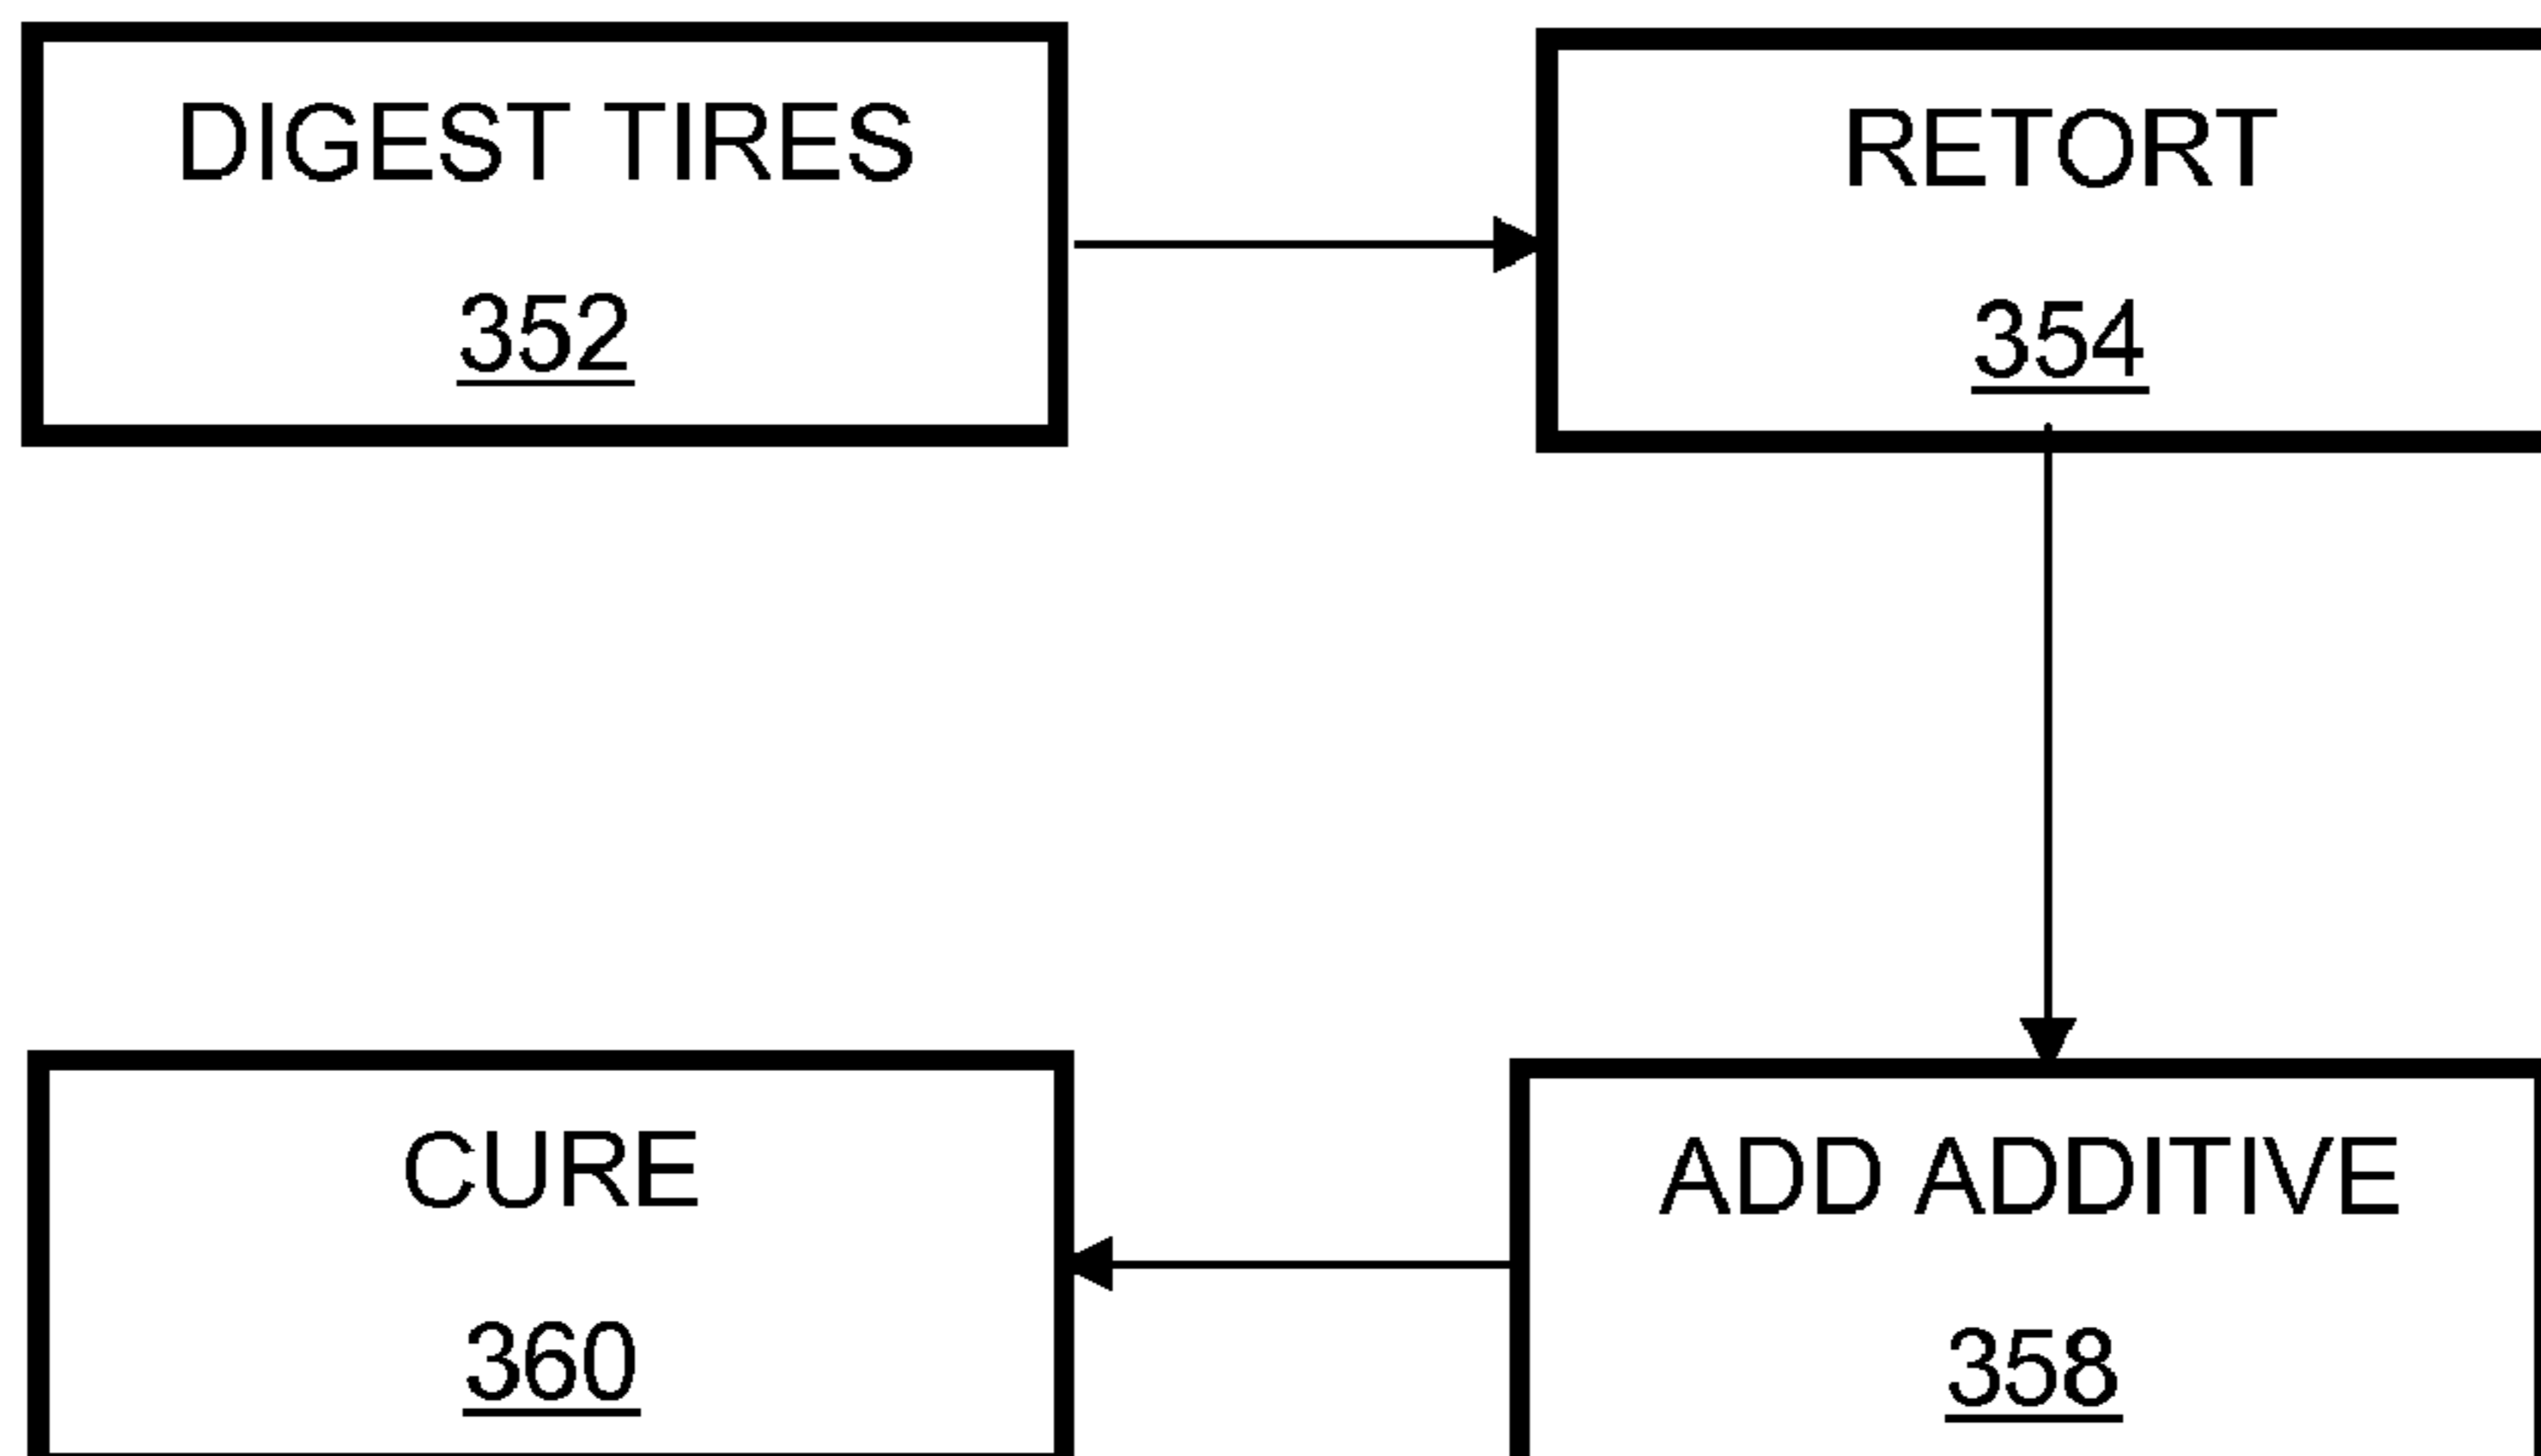 DIGEST TIRES
352
RETORT
354
ADD ADDITIVE
358
CURE
360